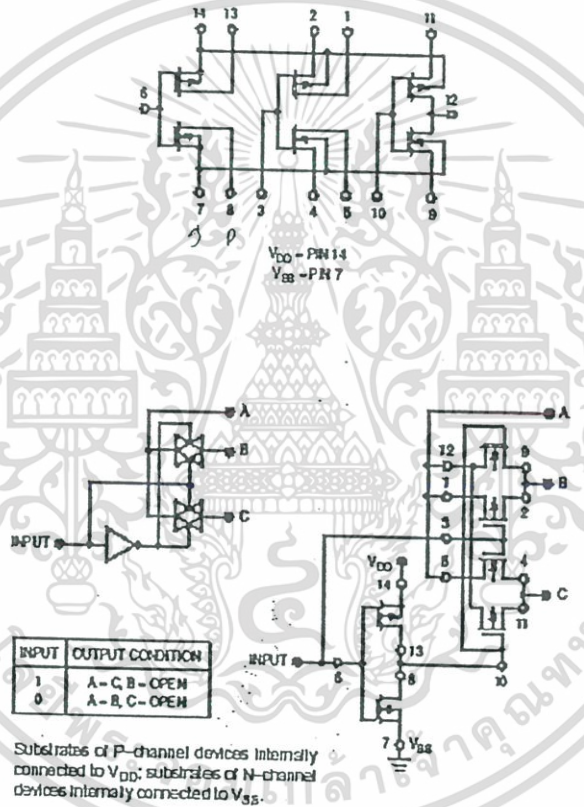 14 13 2 1 11
6 12
7 8 3 4 5 10 9
V_DD - PIN 14
V_SS - PIN 7
A
B
C
INPUT
INPUT OUTPUT CONDITION
1 A-C, B-OPEN
0 A-B, C-OPEN
A
12 9
1 B
2
3
5 4
C
11
V_DD
14
13
INPUT
6 8 10
7 V_SS
Substrates of P-channel devices internally
connected to V_DD; substrates of N-channel
devices internally connected to V_SS.